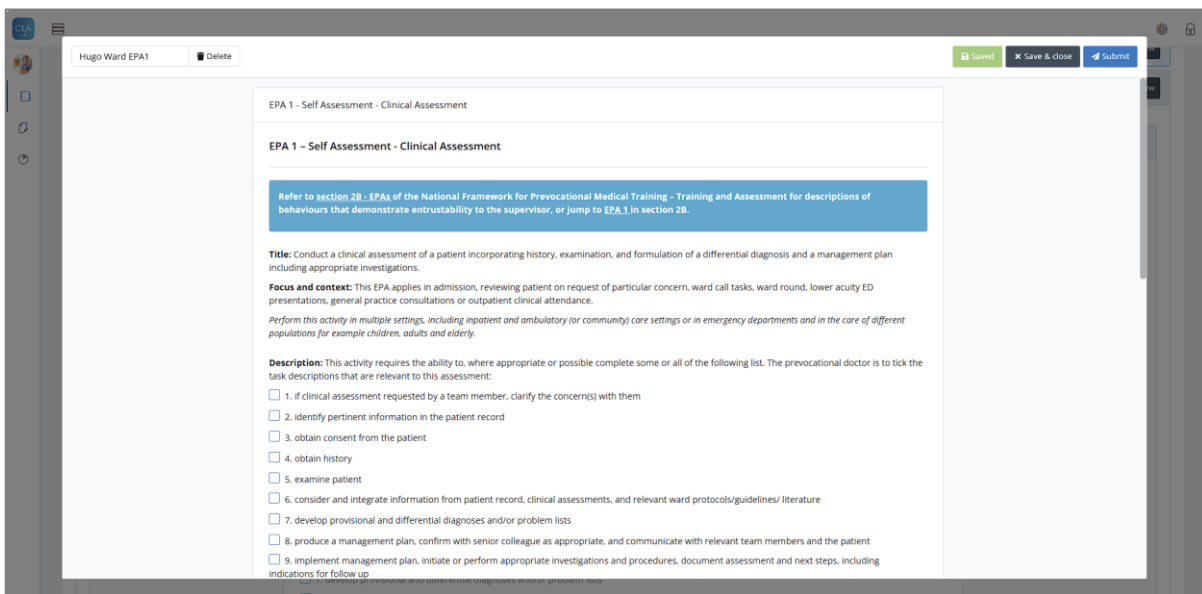 CLA
Hugo Ward EPA1
Delete
Saved
Save & close
Submit
EPA 1 - Self Assessment - Clinical Assessment
EPA 1 – Self Assessment - Clinical Assessment
Refer to section 2B - EPAs of the National Framework for Prevocational Medical Training – Training and Assessment for descriptions of
behaviours that demonstrate entrustability to the supervisor, or jump to EPA 1 in section 2B.
Title: Conduct a clinical assessment of a patient incorporating history, examination, and formulation of a differential diagnosis and a management plan
including appropriate investigations.
Focus and context: This EPA applies in admission, reviewing patient on request of particular concern, ward call tasks, ward round, lower acuity ED
presentations, general practice consultations or outpatient clinical attendance.
Perform this activity in multiple settings, including inpatient and ambulatory (or community) care settings or in emergency departments and in the care of different
populations for example children, adults and elderly.
Description: This activity requires the ability to, where appropriate or possible complete some or all of the following list. The prevocational doctor is to tick the
task descriptions that are relevant to this assessment:
1. if clinical assessment requested by a team member, clarify the concern(s) with them
2. identify pertinent information in the patient record
3. obtain consent from the patient
4. obtain history
5. examine patient
6. consider and integrate information from patient record, clinical assessments, and relevant ward protocols/guidelines/ literature
7. develop provisional and differential diagnoses and/or problem lists
8. produce a management plan, confirm with senior colleague as appropriate, and communicate with relevant team members and the patient
9. implement management plan, initiate or perform appropriate investigations and procedures, document assessment and next steps, including
indications for follow up
7. develop provisional and differential diagnoses and/or problem lists